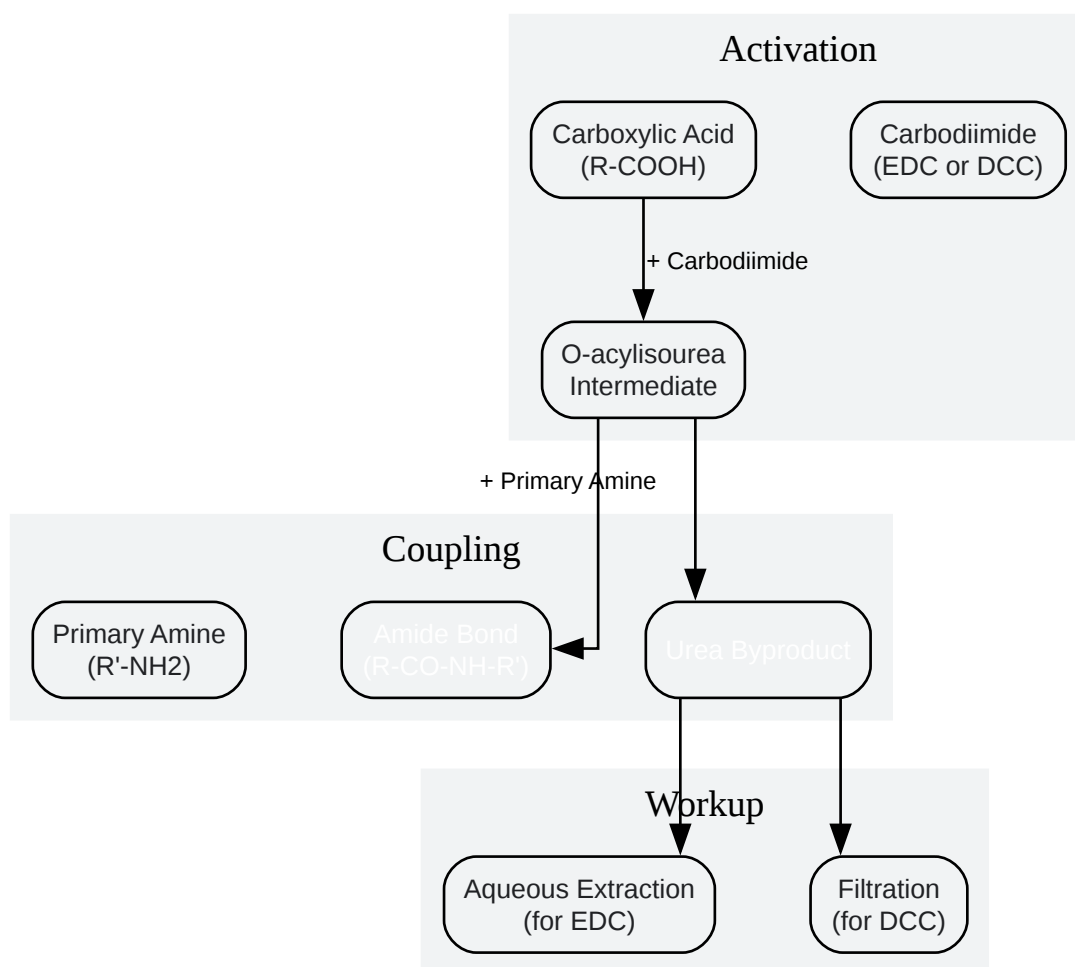 Activation
Carboxylic Acid
(R-COOH)
Carbodiimide
(EDC or DCC)
+ Carbodiimide
O-acylisourea
Intermediate
+ Primary Amine
Coupling
Primary Amine
(R'-NH2)
Amide Bond
(R-CO-NH-R')
Urea Byproduct
Workup
Aqueous Extraction
(for EDC)
Filtration
(for DCC)